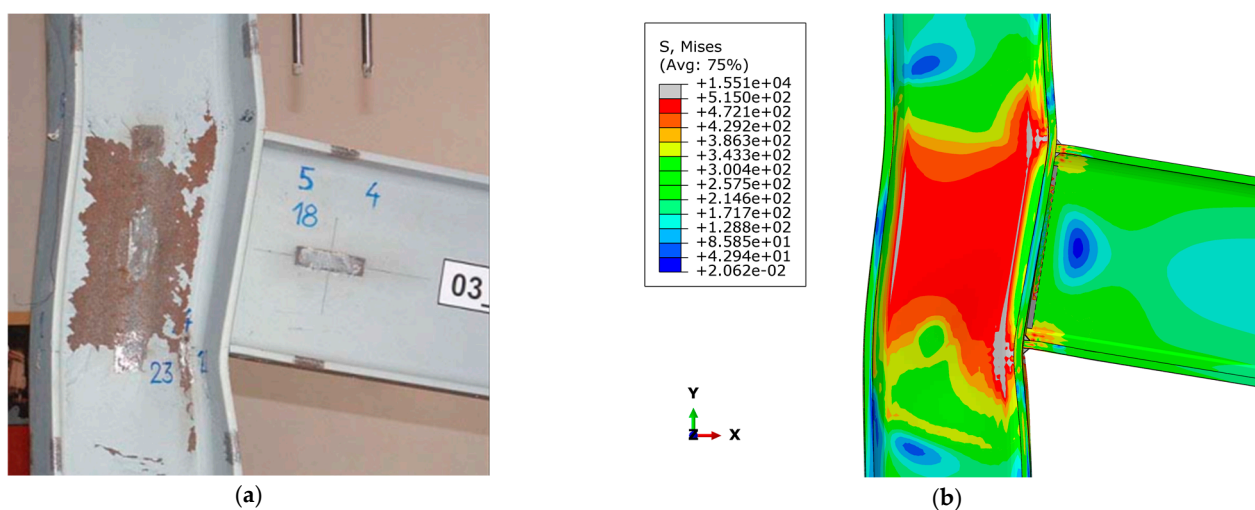 5
4
18
03_
23
1
S, Mises
(Avg: 75%)
+1.551e+04
+5.150e+02
+4.721e+02
+4.292e+02
+3.863e+02
+3.433e+02
+3.004e+02
+2.575e+02
+2.146e+02
+1.717e+02
+1.288e+02
+8.585e+01
+4.294e+01
+2.062e-02
Y
Z
X
(a)
(b)